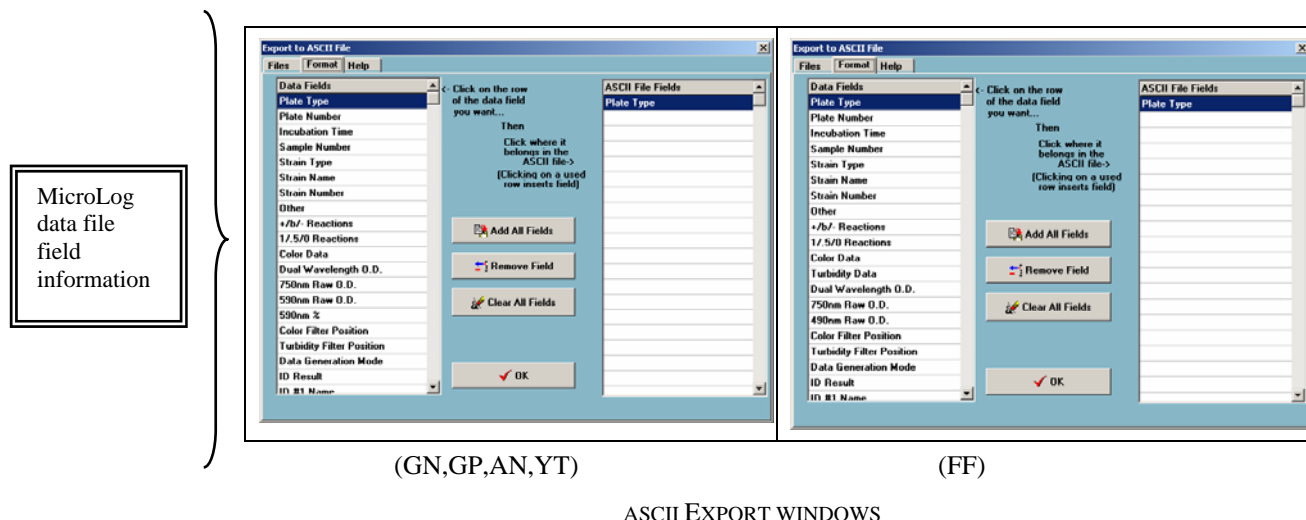 MicroLog
data file
field
information
Export to ASCII File
Files Format Help
Data Fields
Plate Type
Plate Number
Incubation Time
Sample Number
Strain Type
Strain Name
Strain Number
Other
+/b/- Reactions
1/.5/0 Reactions
Color Data
Dual Wavelength O.D.
750nm Raw O.D.
590nm Raw O.D.
590nm %
Color Filter Position
Turbidity Filter Position
Data Generation Mode
ID Result
ID #1 Name
<- Click on the row
of the data field
you want...
Then
Click where it
belongs in the
ASCII file->
(Clicking on a used
row inserts field)
Add All Fields
Remove Field
Clear All Fields
OK
ASCII File Fields
Plate Type
Export to ASCII File
Files Format Help
Data Fields
Plate Type
Plate Number
Incubation Time
Sample Number
Strain Type
Strain Name
Strain Number
Other
+/b/- Reactions
1/.5/0 Reactions
Color Data
Turbidity Data
Dual Wavelength O.D.
750nm Raw O.D.
490nm Raw O.D.
Color Filter Position
Turbidity Filter Position
Data Generation Mode
ID Result
ID #1 Name
<- Click on the row
of the data field
you want...
Then
Click where it
belongs in the
ASCII file->
(Clicking on a used
row inserts field)
Add All Fields
Remove Field
Clear All Fields
OK
ASCII File Fields
Plate Type
(GN,GP,AN,YT) (FF)
ASCII EXPORT WINDOWS